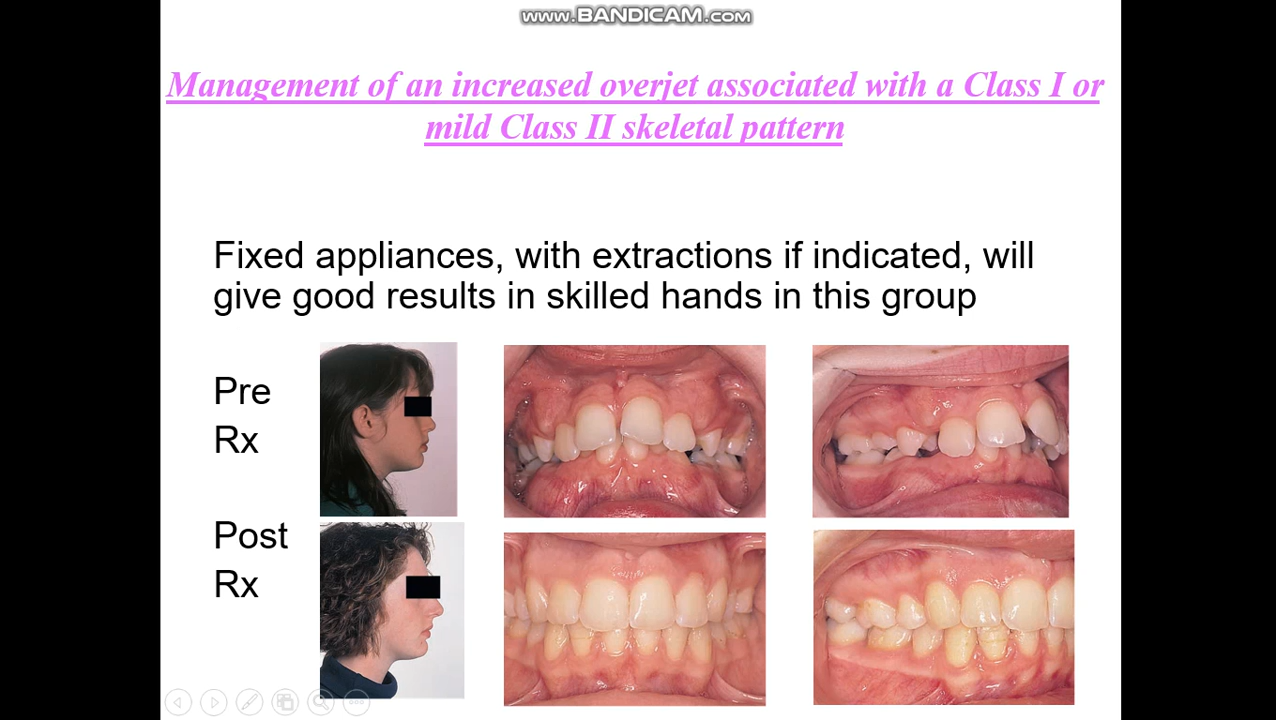 www.BANDICAM.com
Management of an increased overjet associated with a Class I or
mild Class II skeletal pattern
Fixed appliances, with extractions if indicated, will
give good results in skilled hands in this group
Pre
Rx
Post
Rx